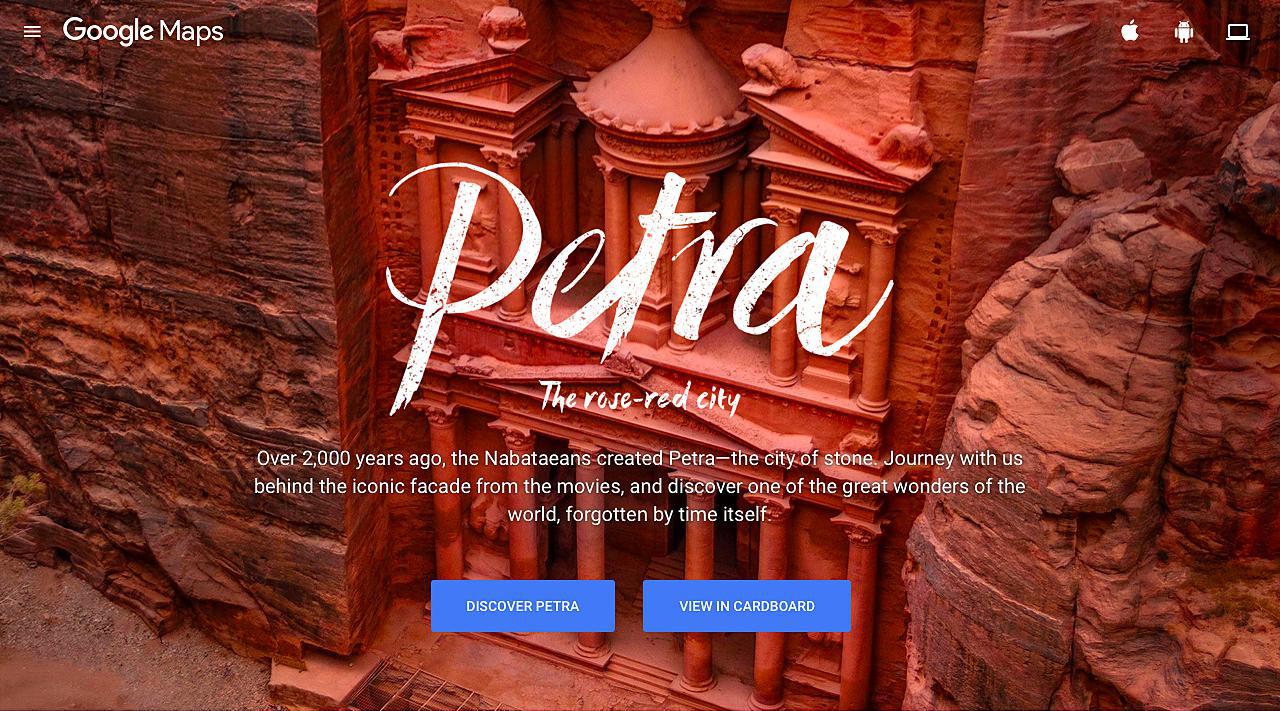 Google Maps
Petra
The rose-red city
Over 2,000 years ago, the Nabataeans created Petra—the city of stone. Journey with us
behind the iconic facade from the movies, and discover one of the great wonders of the
world, forgotten by time itself.
DISCOVER PETRA
VIEW IN CARDBOARD